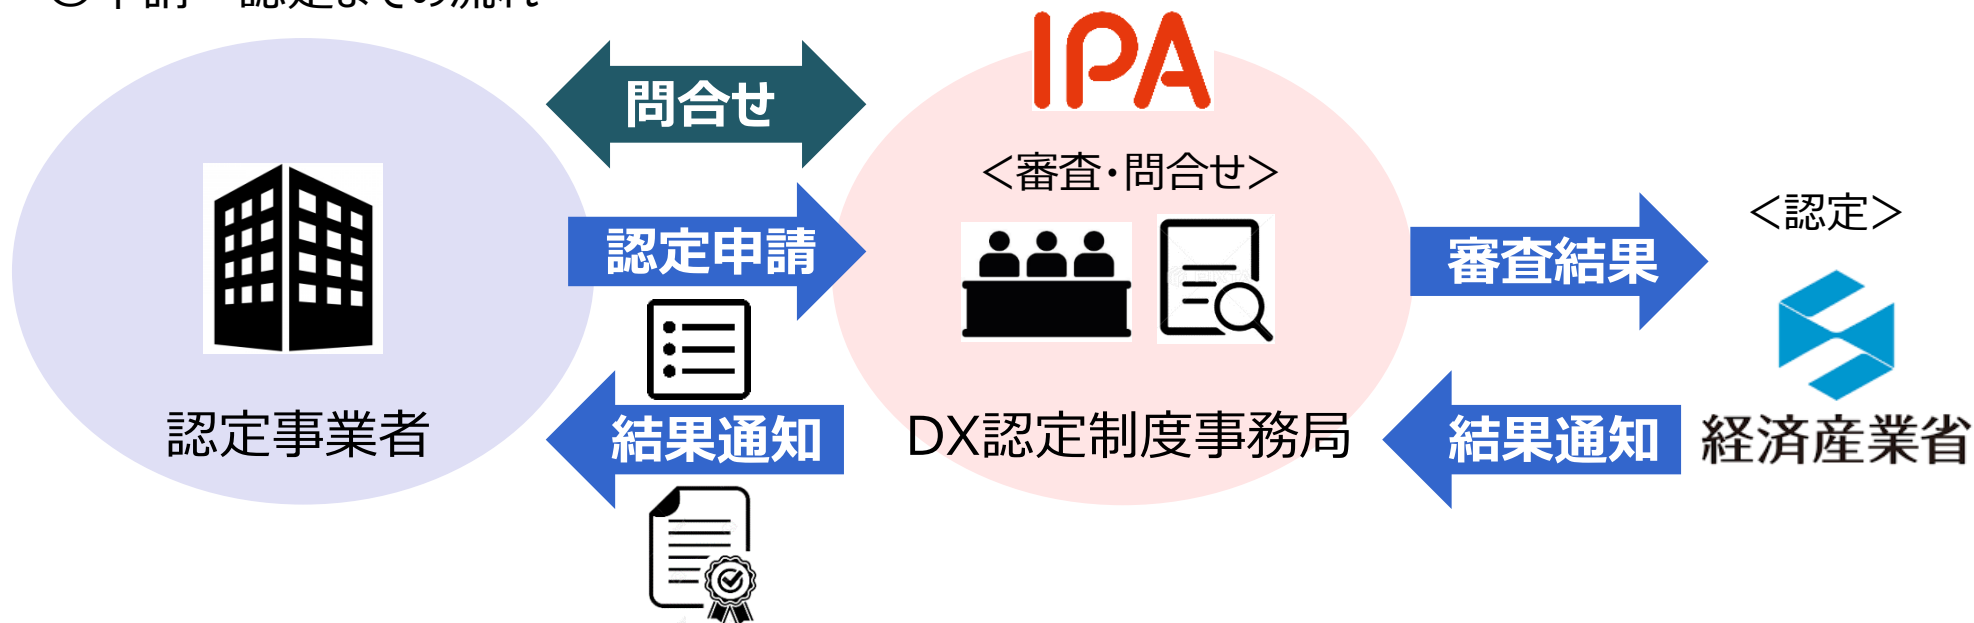 IPA
問合せ
＜審査・問合せ＞
認定申請
審査結果
＜認定＞
認定事業者
結果通知
DX認定制度事務局
結果通知
経済産業省